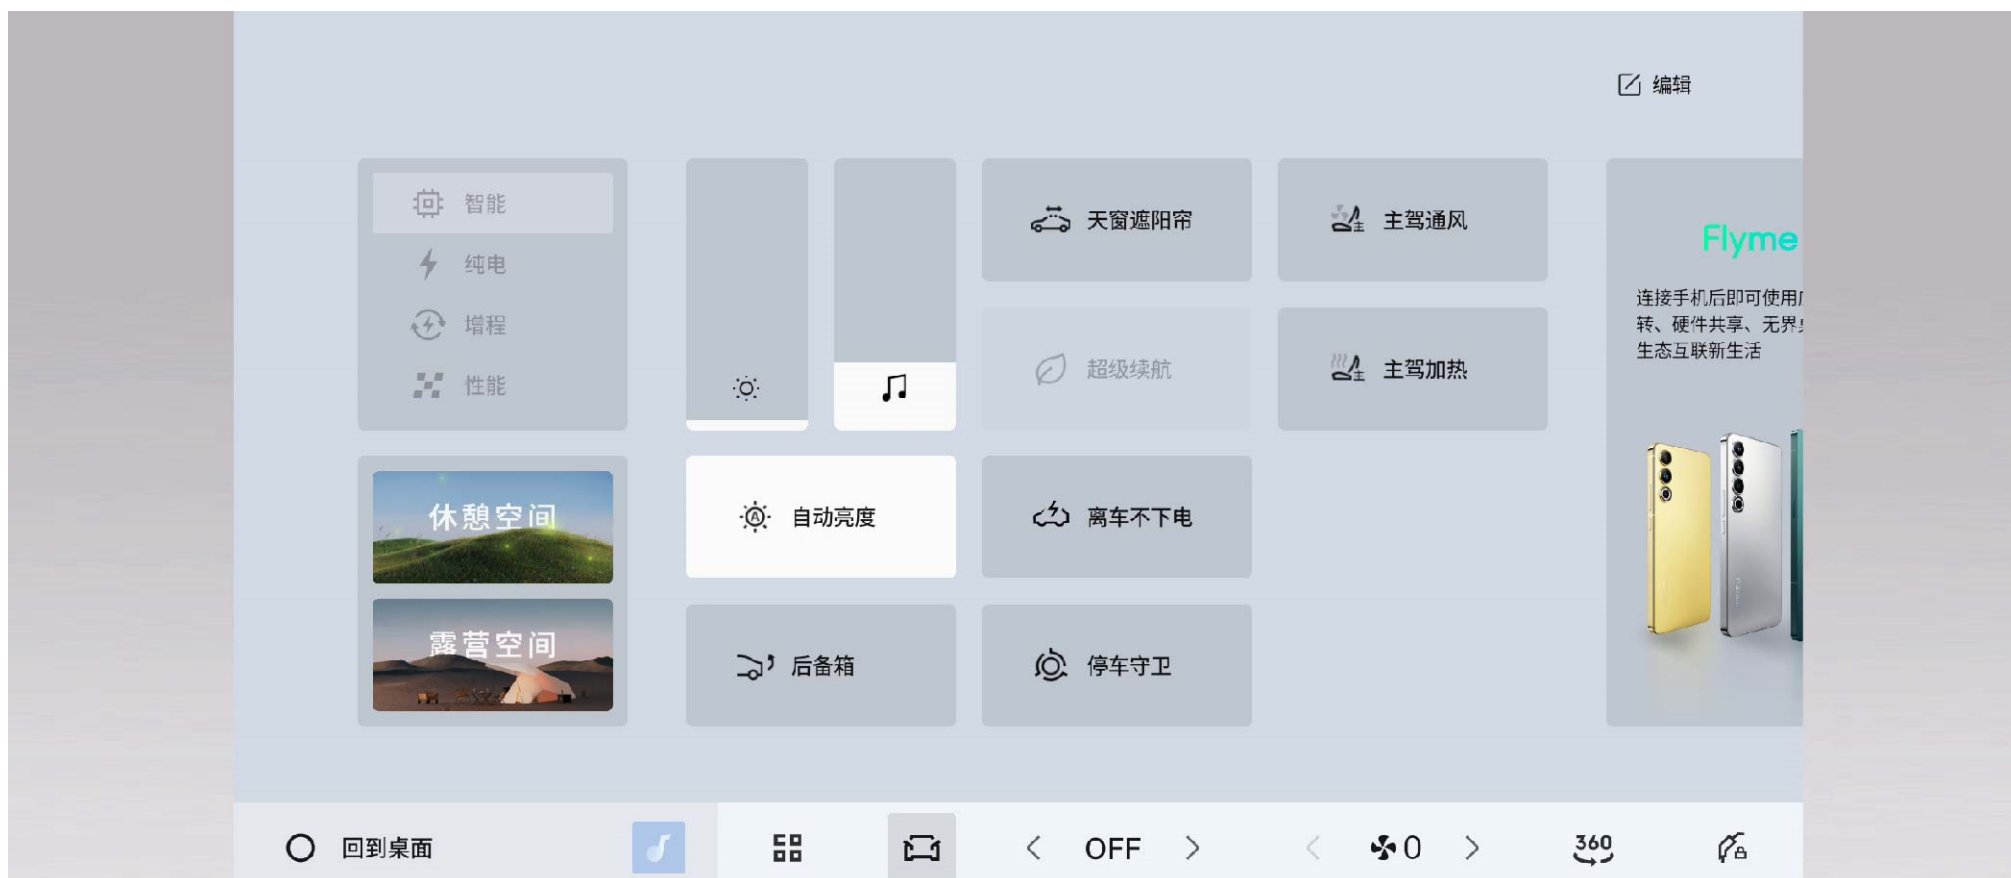 编辑
智能
纯电
增程
性能
天窗遮阳帘
主驾通风
超级续航
主驾加热
Flyme
连接手机后即可使用
转、硬件共享、无界
生态互联新生活
休憩空间
露营空间
自动亮度
离车不下电
后备箱
停车守卫
回到桌面
OFF
0
360